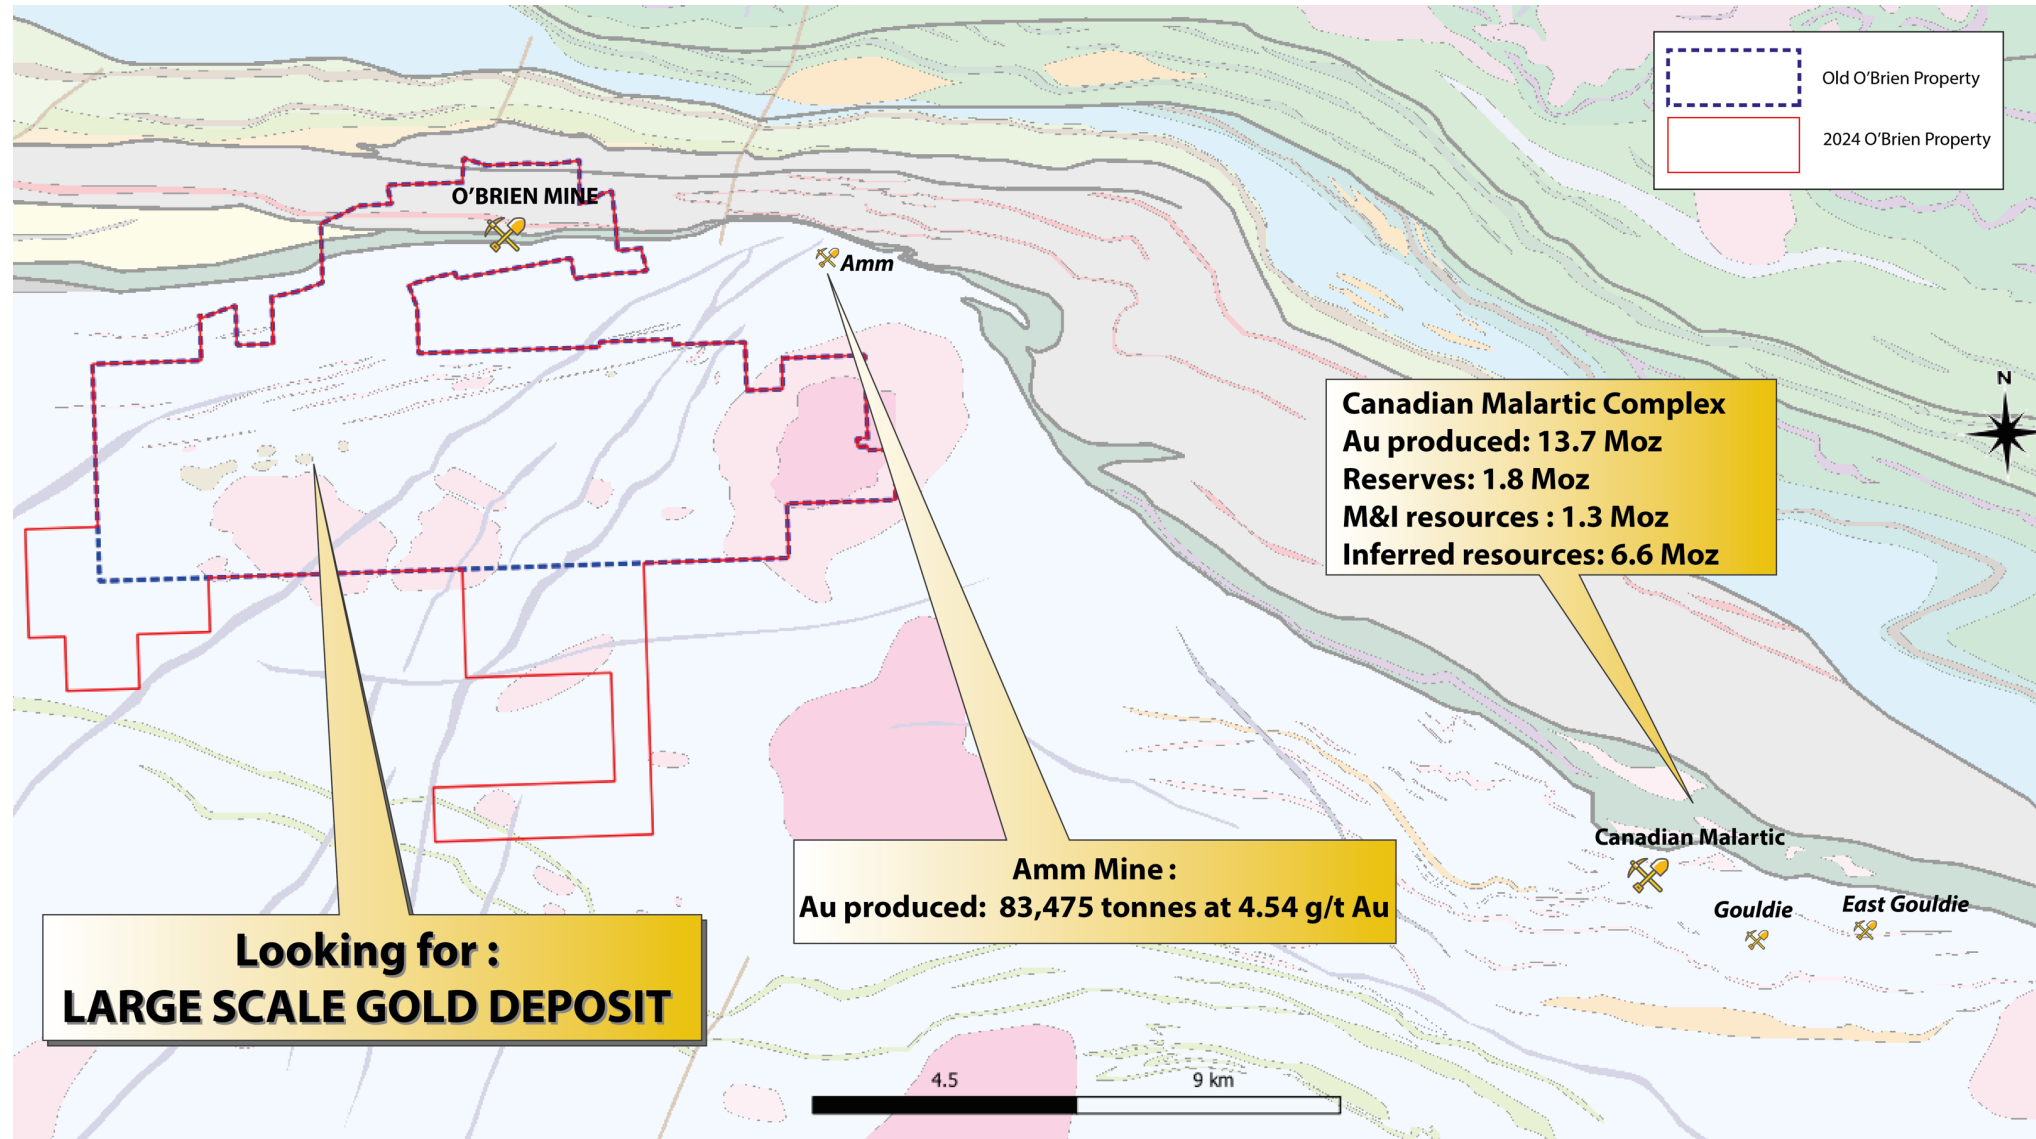 Old O'Brien Property
2024 O'Brien Property
O'BRIEN MINE
Amm
N
Canadian Malartic Complex
Au produced: 13.7 Moz
Reserves: 1.8 Moz
M&I resources : 1.3 Moz
Inferred resources: 6.6 Moz
Canadian Malartic
Gouldie
East Gouldie
Amm Mine :
Au produced: 83,475 tonnes at 4.54 g/t Au
Looking for :
LARGE SCALE GOLD DEPOSIT
4.5 9 km